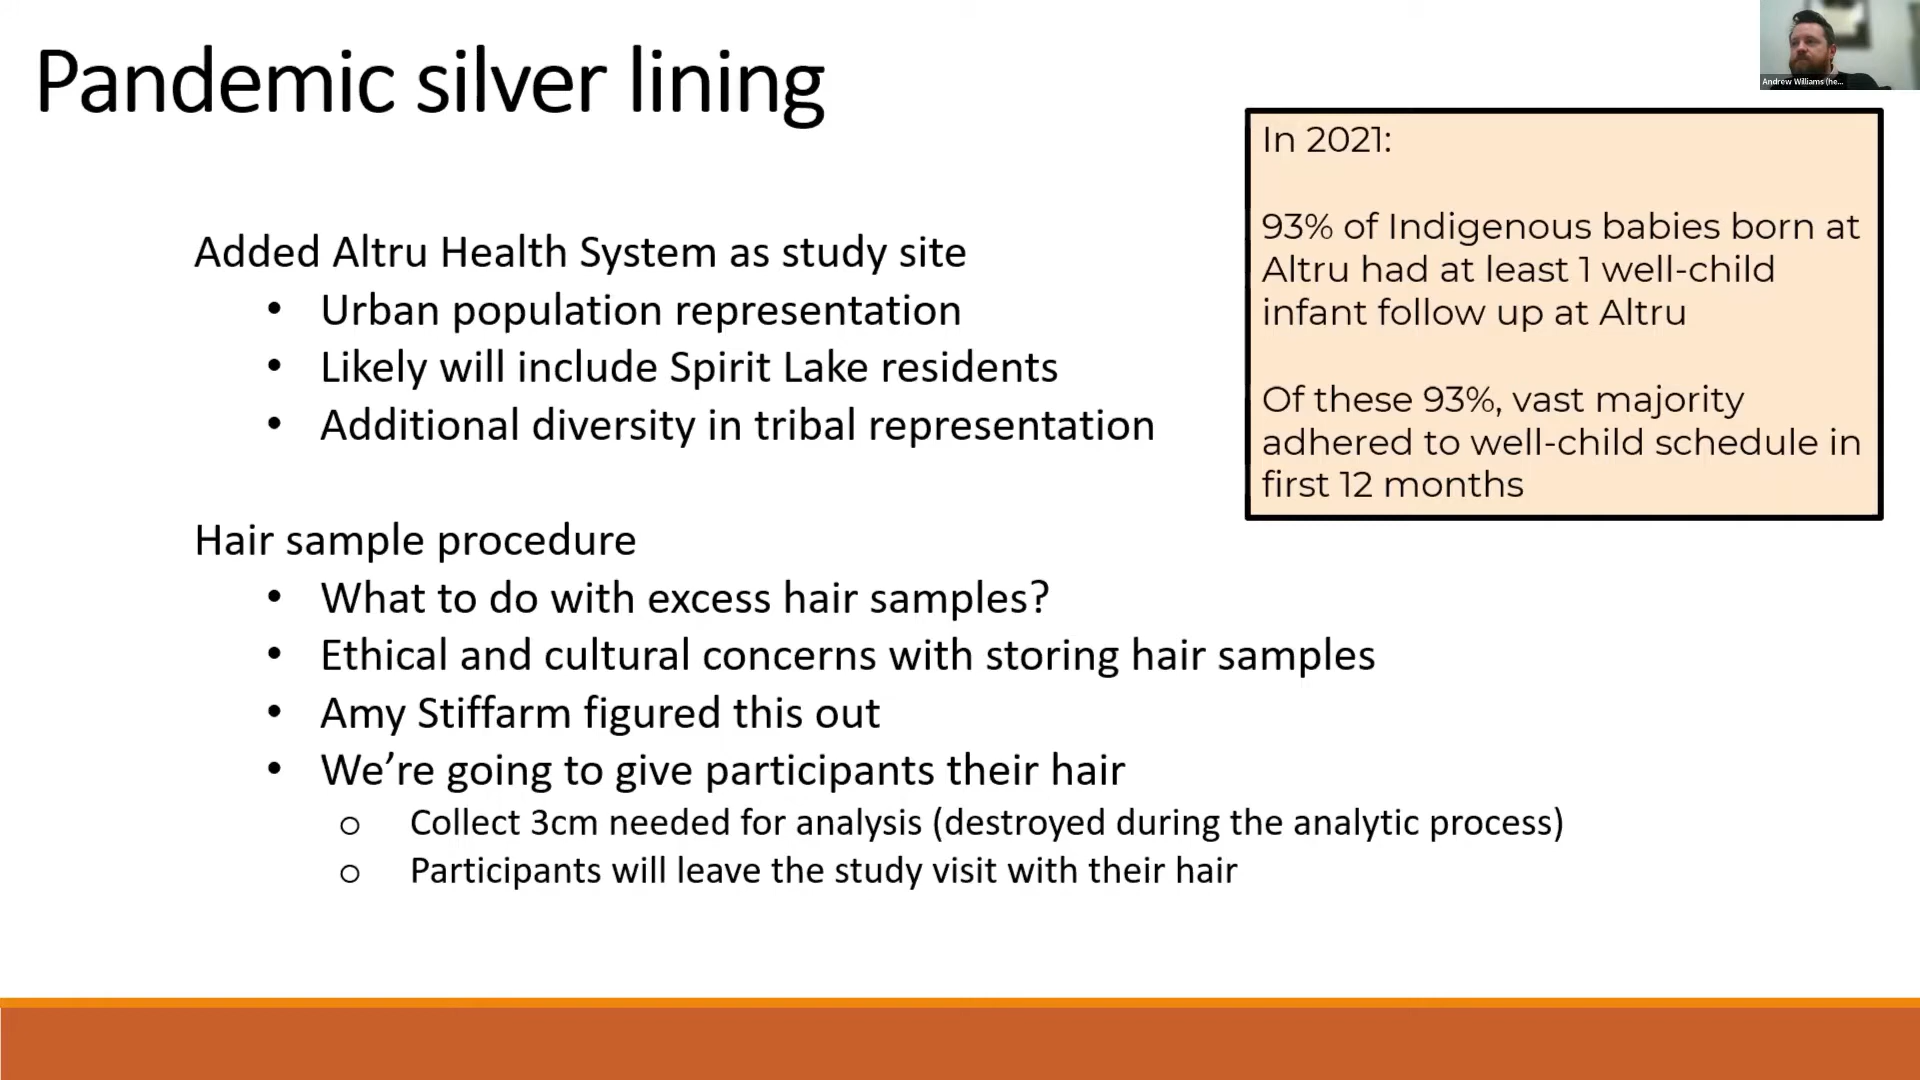 Pandemic silver lining
Andrew Williams (he...
In 2021:
93% of Indigenous babies born at
Altru had at least 1 well-child
infant follow up at Altru
Of these 93%, vast majority
adhered to well-child schedule in
first 12 months
Added Altru Health System as study site
• Urban population representation
• Likely will include Spirit Lake residents
• Additional diversity in tribal representation
Hair sample procedure
• What to do with excess hair samples?
• Ethical and cultural concerns with storing hair samples
• Amy Stiffarm figured this out
• We’re going to give participants their hair
o Collect 3cm needed for analysis (destroyed during the analytic process)
o Participants will leave the study visit with their hair